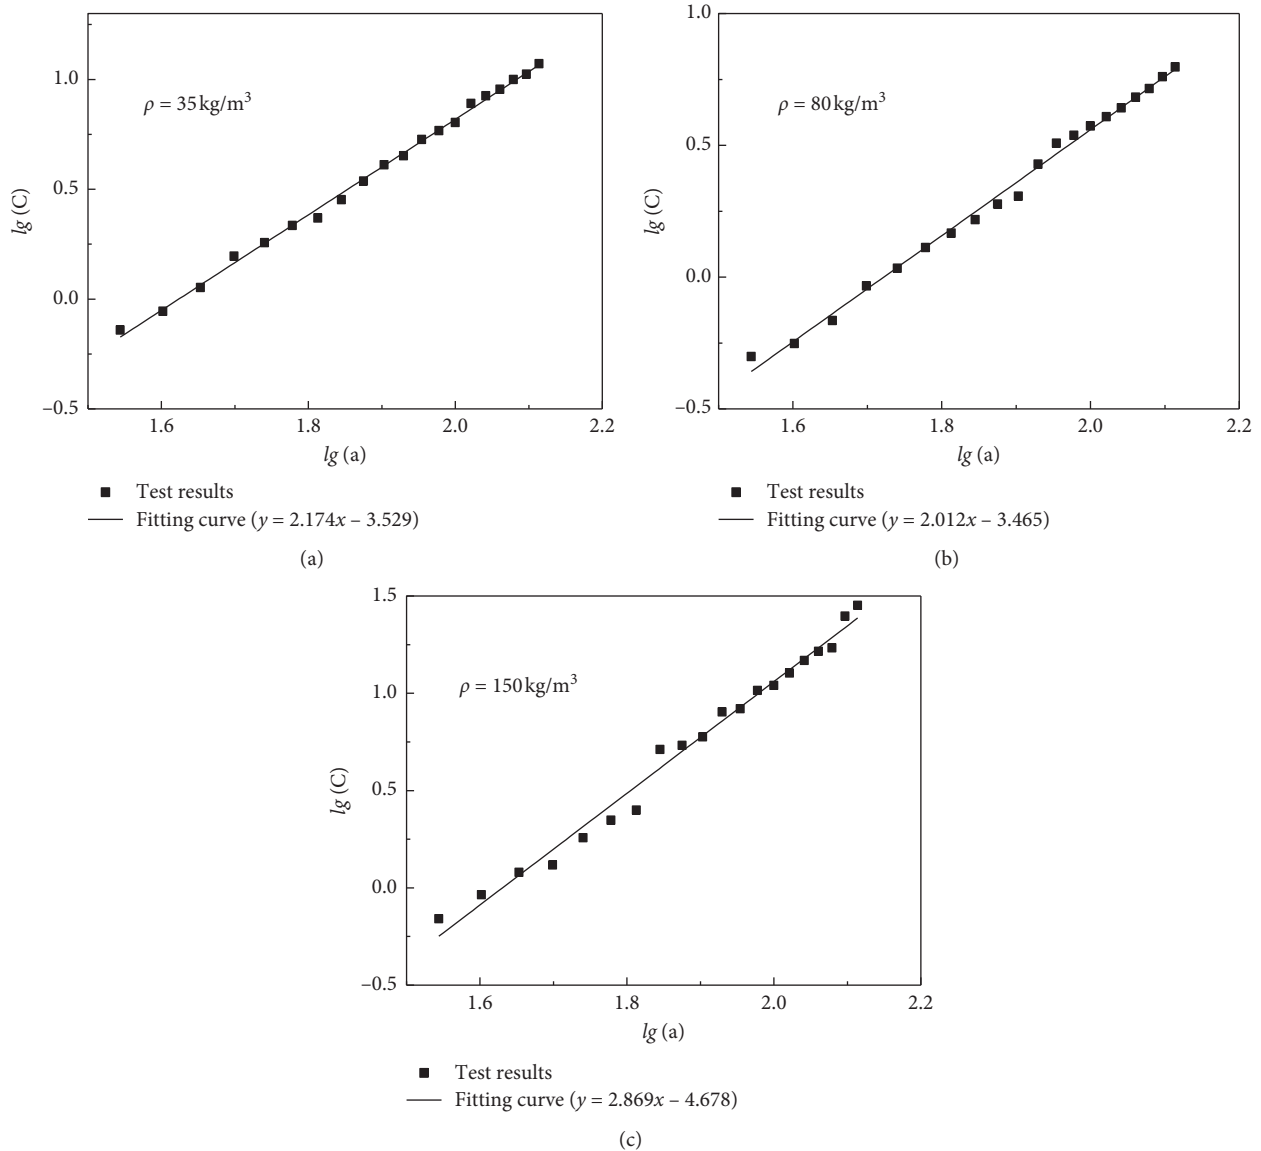 1.0
0.5
0.0
–0.5
lg (C)
ρ = 35 kg/m³
1.6 1.8 2.0 2.2
lg (a)
Test results
Fitting curve (y = 2.174x – 3.529)
(a)
1.0
0.5
0.0
–0.5
lg (C)
ρ = 80 kg/m³
1.6 1.8 2.0 2.2
lg (a)
Test results
Fitting curve (y = 2.012x – 3.465)
(b)
1.5
1.0
0.5
0.0
–0.5
lg (C)
ρ = 150 kg/m³
1.6 1.8 2.0 2.2
lg (a)
Test results
Fitting curve (y = 2.869x – 4.678)
(c)